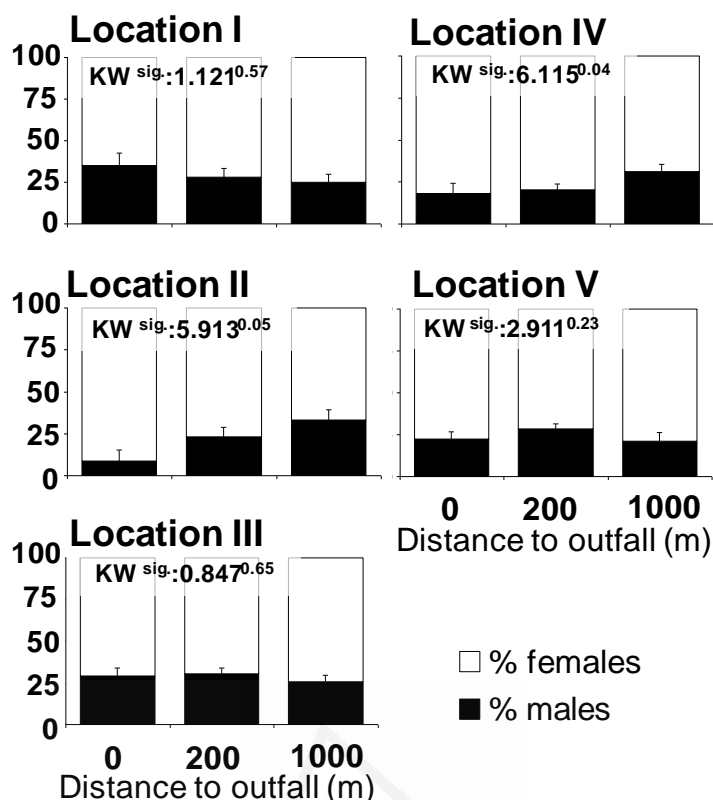 Location I
KW sig.:1.121 0.57
100
75
50
25
0
Location IV
KW sig.:6.115 0.04
Location II
KW sig.:5.913 0.05
100
75
50
25
0
Location V
KW sig.:2.911 0.23
0 200 1000
Distance to outfall (m)
Location III
KW sig.:0.847 0.65
100
75
50
25
0
0 200 1000
Distance to outfall (m)
% females
% males